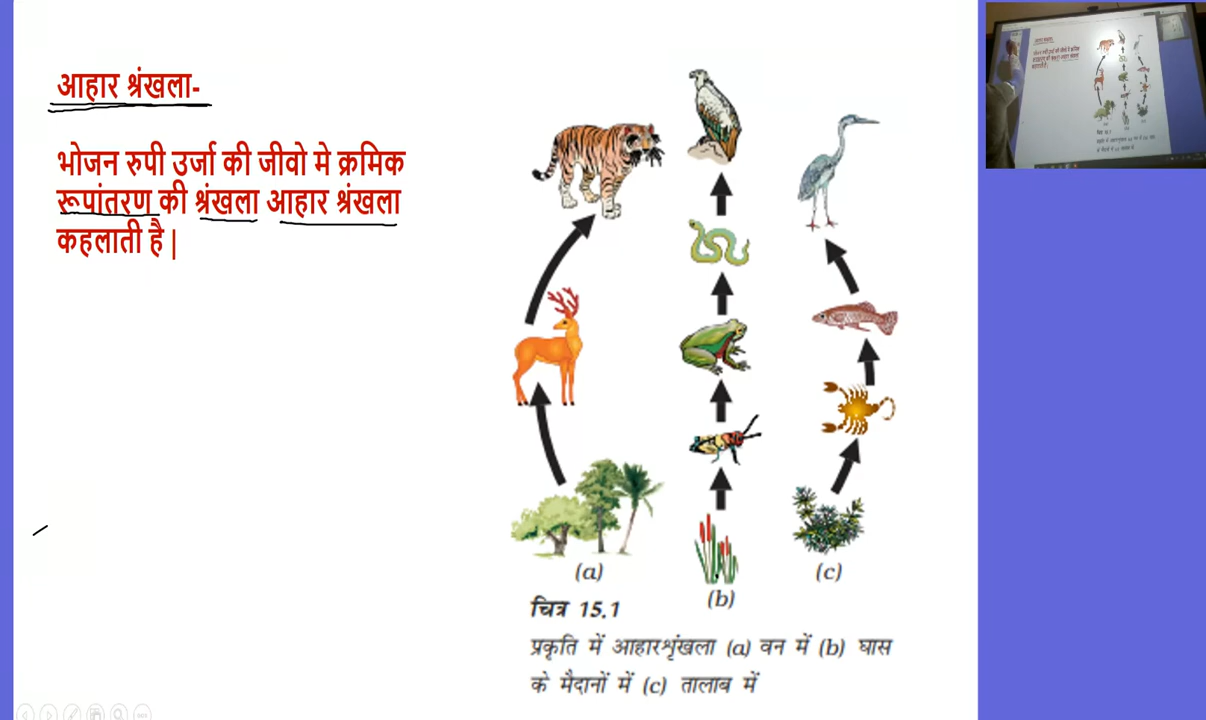 आहार श्रंखला-
भोजन रुपी उर्जा की जीवो मे क्रमिक
रूपांतरण की श्रंखला आहार श्रंखला
कहलाती है |
(a)
(b)
(c)
चित्र 15.1
प्रकृति में आहारशृंखला (a) वन में (b) घास
के मैदानों में (c) तालाब में